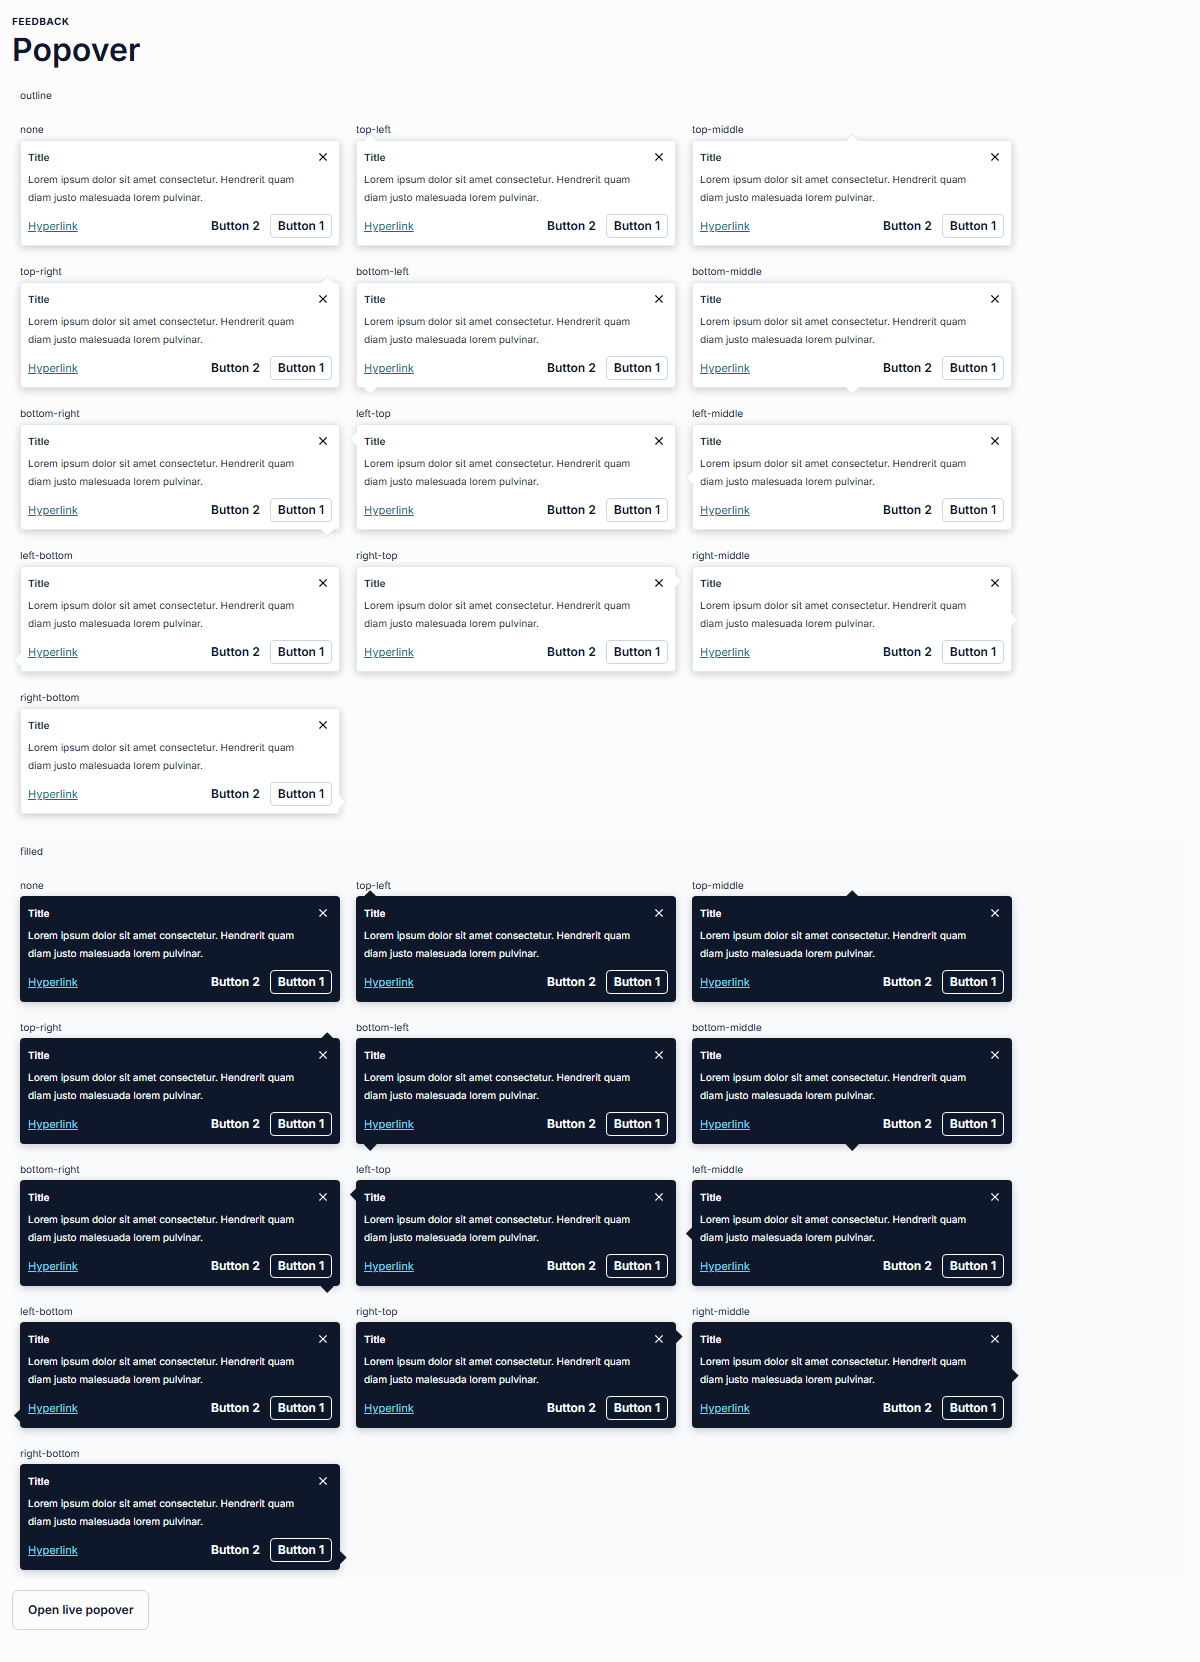 FEEDBACK
Popover
outline
none top-left top-middle
Title Title Title
Lorem ipsum dolor sit amet consectetur. Hendrerit quam Lorem ipsum dolor sit amet consectetur. Hendrerit quam Lorem ipsum dolor sit amet consectetur. Hendrerit quam
diam justo malesuada lorem pulvinar. diam justo malesuada lorem pulvinar. diam justo malesuada lorem pulvinar.
Hyperlink Button 2 Button 1 Hyperlink Button 2 Button 1 Hyperlink Button 2 Button 1
top-right bottom-left bottom-middle
Title Title Title
Lorem ipsum dolor sit amet consectetur. Hendrerit quam Lorem ipsum dolor sit amet consectetur. Hendrerit quam Lorem ipsum dolor sit amet consectetur. Hendrerit quam
diam justo malesuada lorem pulvinar. diam justo malesuada lorem pulvinar. diam justo malesuada lorem pulvinar.
Hyperlink Button 2 Button 1 Hyperlink Button 2 Button 1 Hyperlink Button 2 Button 1
bottom-right left-top left-middle
Title Title Title
Lorem ipsum dolor sit amet consectetur. Hendrerit quam Lorem ipsum dolor sit amet consectetur. Hendrerit quam Lorem ipsum dolor sit amet consectetur. Hendrerit quam
diam justo malesuada lorem pulvinar. diam justo malesuada lorem pulvinar. diam justo malesuada lorem pulvinar.
Hyperlink Button 2 Button 1 Hyperlink Button 2 Button 1 Hyperlink Button 2 Button 1
left-bottom right-top right-middle
Title Title Title
Lorem ipsum dolor sit amet consectetur. Hendrerit quam Lorem ipsum dolor sit amet consectetur. Hendrerit quam Lorem ipsum dolor sit amet consectetur. Hendrerit quam
diam justo malesuada lorem pulvinar. diam justo malesuada lorem pulvinar. diam justo malesuada lorem pulvinar.
Hyperlink Button 2 Button 1 Hyperlink Button 2 Button 1 Hyperlink Button 2 Button 1
right-bottom
Title
Lorem ipsum dolor sit amet consectetur. Hendrerit quam
diam justo malesuada lorem pulvinar.
Hyperlink Button 2 Button 1
filled
none top-left top-middle
Title Title Title
Lorem ipsum dolor sit amet consectetur. Hendrerit quam Lorem ipsum dolor sit amet consectetur. Hendrerit quam Lorem ipsum dolor sit amet consectetur. Hendrerit quam
diam justo malesuada lorem pulvinar. diam justo malesuada lorem pulvinar. diam justo malesuada lorem pulvinar.
Hyperlink Button 2 Button 1 Hyperlink Button 2 Button 1 Hyperlink Button 2 Button 1
top-right bottom-left bottom-middle
Title Title Title
Lorem ipsum dolor sit amet consectetur. Hendrerit quam Lorem ipsum dolor sit amet consectetur. Hendrerit quam Lorem ipsum dolor sit amet consectetur. Hendrerit quam
diam justo malesuada lorem pulvinar. diam justo malesuada lorem pulvinar. diam justo malesuada lorem pulvinar.
Hyperlink Button 2 Button 1 Hyperlink Button 2 Button 1 Hyperlink Button 2 Button 1
bottom-right left-top left-middle
Title Title Title
Lorem ipsum dolor sit amet consectetur. Hendrerit quam Lorem ipsum dolor sit amet consectetur. Hendrerit quam Lorem ipsum dolor sit amet consectetur. Hendrerit quam
diam justo malesuada lorem pulvinar. diam justo malesuada lorem pulvinar. diam justo malesuada lorem pulvinar.
Hyperlink Button 2 Button 1 Hyperlink Button 2 Button 1 Hyperlink Button 2 Button 1
left-bottom right-top right-middle
Title Title Title
Lorem ipsum dolor sit amet consectetur. Hendrerit quam Lorem ipsum dolor sit amet consectetur. Hendrerit quam Lorem ipsum dolor sit amet consectetur. Hendrerit quam
diam justo malesuada lorem pulvinar. diam justo malesuada lorem pulvinar. diam justo malesuada lorem pulvinar.
Hyperlink Button 2 Button 1 Hyperlink Button 2 Button 1 Hyperlink Button 2 Button 1
right-bottom
Title
Lorem ipsum dolor sit amet consectetur. Hendrerit quam
diam justo malesuada lorem pulvinar.
Hyperlink Button 2 Button 1
Open live popover